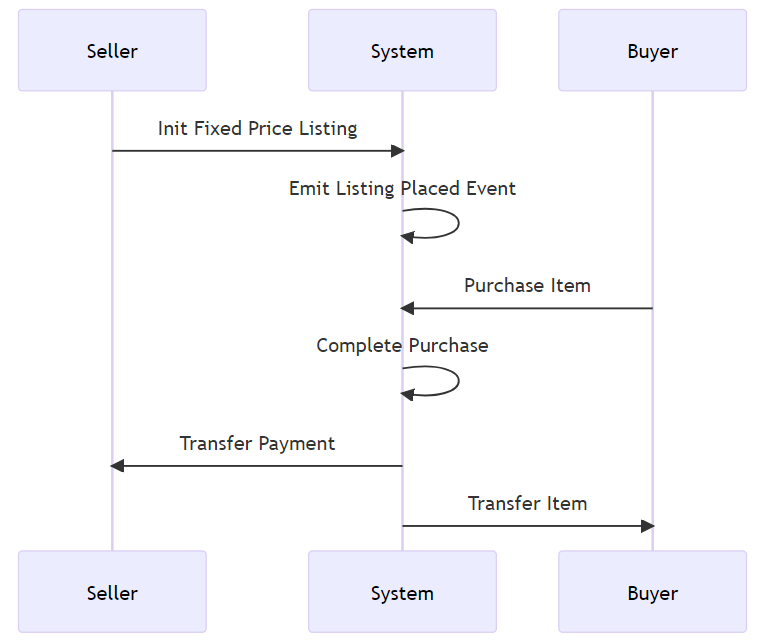 Seller
System
Buyer
Init Fixed Price Listing
Emit Listing Placed Event
Purchase Item
Complete Purchase
Transfer Payment
Transfer Item
Seller
System
Buyer